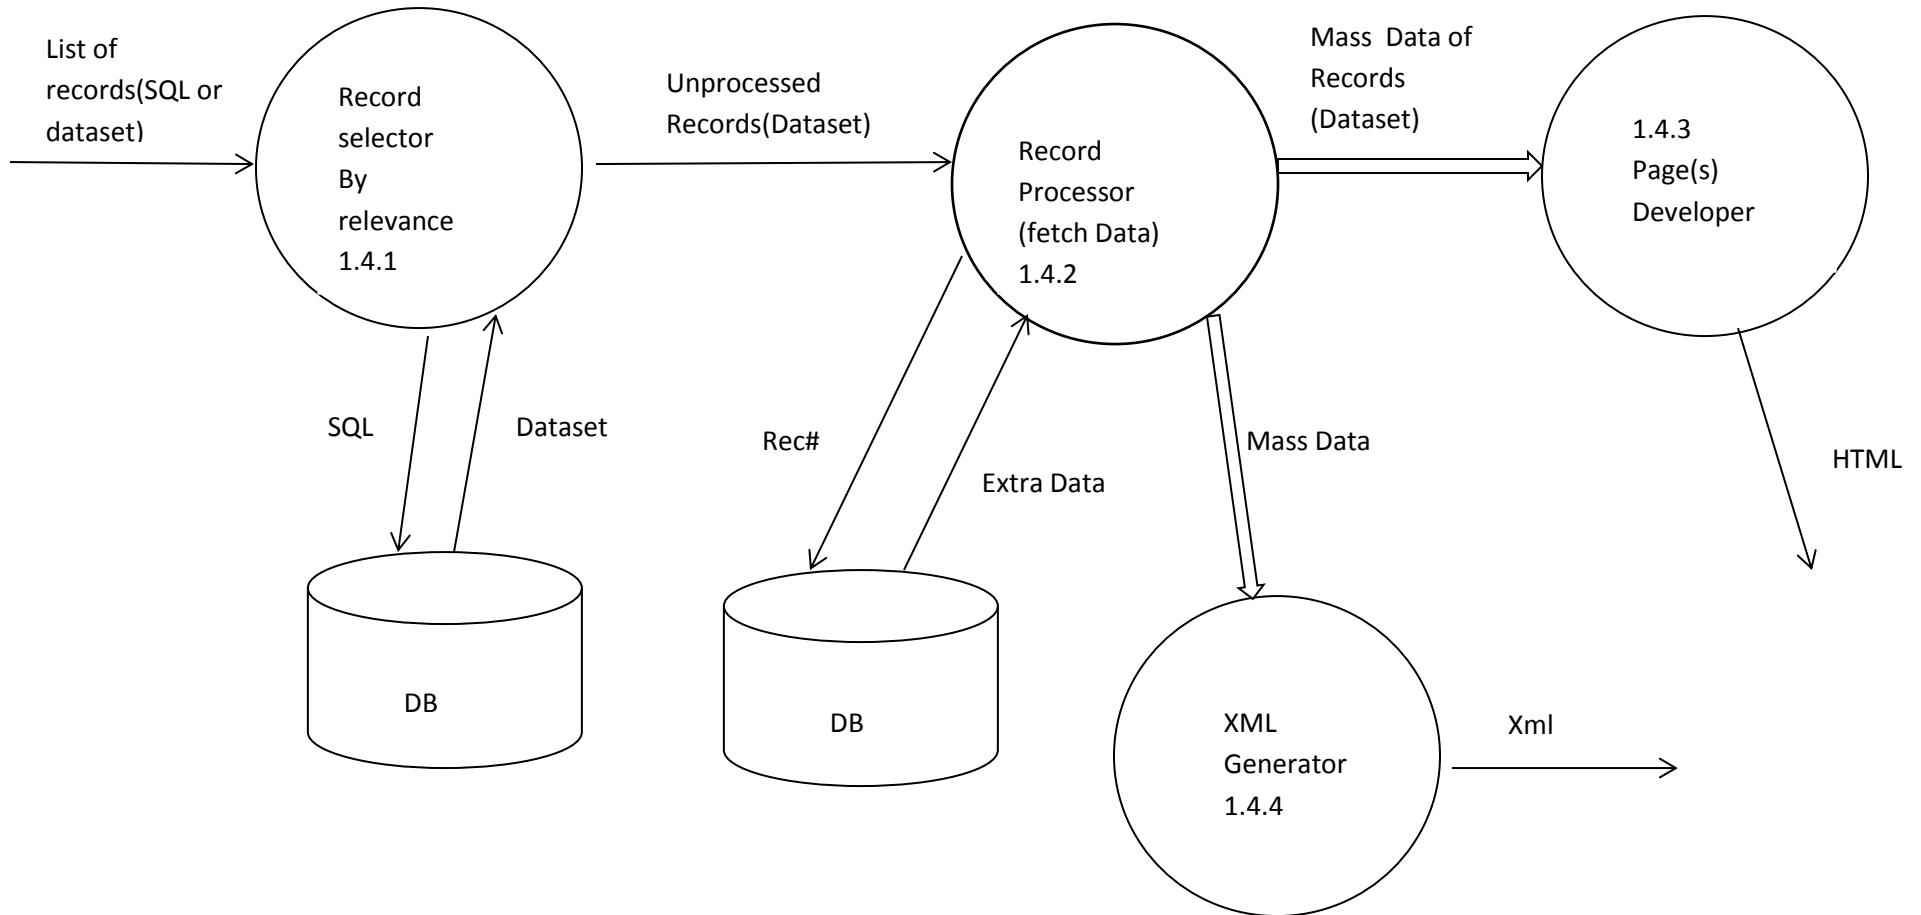 List of
records(SQL or
dataset)
Record
selector
By
relevance
1.4.1
Unprocessed
Records(Dataset)
Record
Processor
(fetch Data)
1.4.2
Mass  Data of
Records
(Dataset)
1.4.3
Page(s)
Developer
SQL
Dataset
Rec#
Extra Data
Mass Data
HTML
DB
DB
XML
Generator
1.4.4
Xml